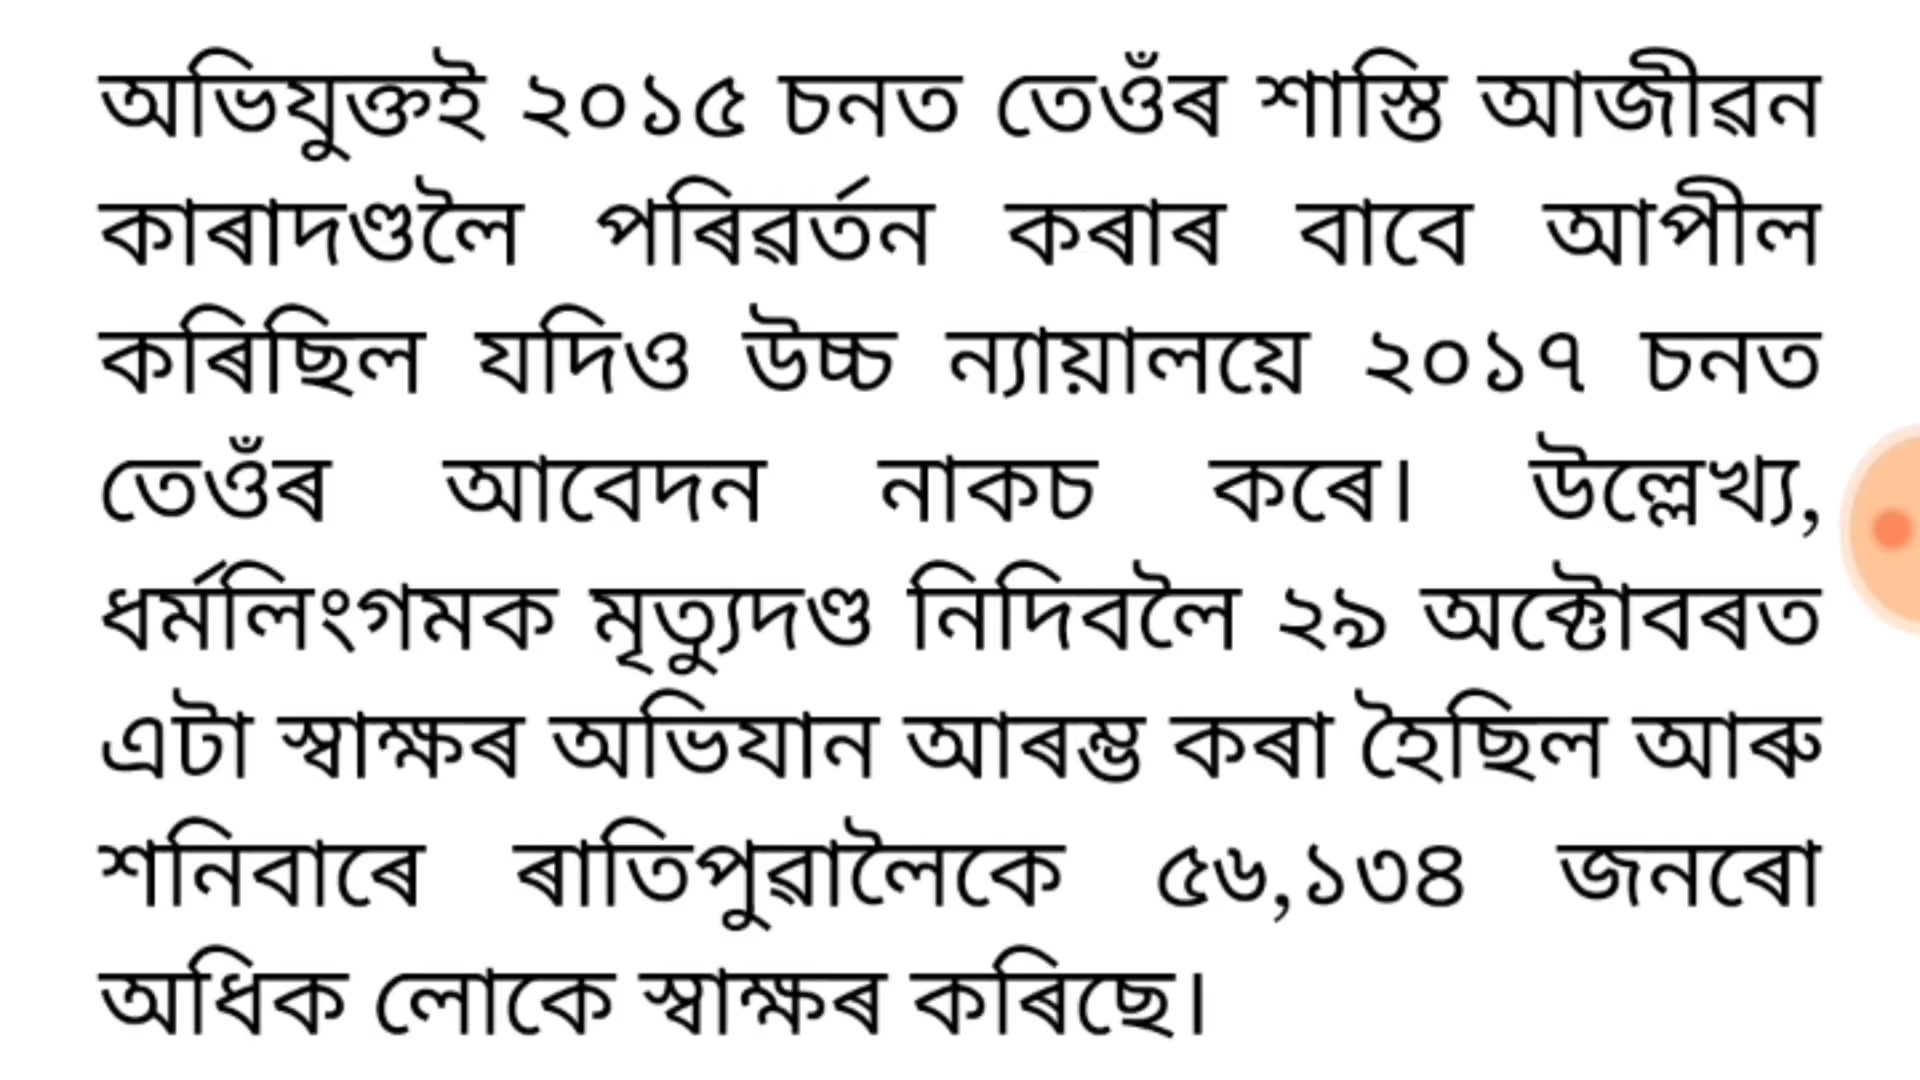 অভিযুক্তই ২০১৫ চনত তেওঁৰ শাস্তি আজীৱন
কাৰাদণ্ডলৈ পৰিৱৰ্তন কৰাৰ বাবে আপীল
কৰিছিল যদিও উচ্চ ন্যায়ালয়ে ২০১৭ চনত
তেওঁৰ আবেদন নাকচ কৰে। উল্লেখ্য,
ধৰ্মলিংগমক মৃত্যুদণ্ড নিদিবলৈ ২৯ অক্টোবৰত
এটা স্বাক্ষৰ অভিযান আৰম্ভ কৰা হৈছিল আৰু
শনিবাৰে ৰাতিপুৱালৈকে ৫৬,১৩৪ জনৰো
অধিক লোকে স্বাক্ষৰ কৰিছে।